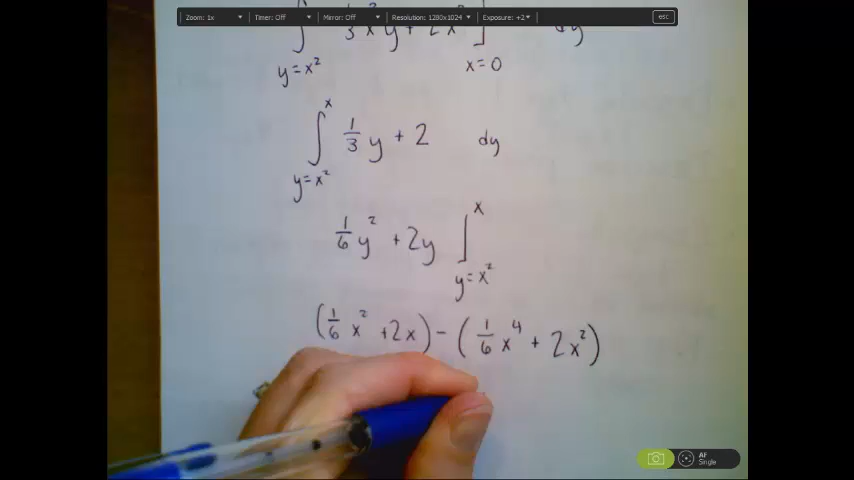 Zoom: 1x Timer: Off Mirror: Off Resolution: 1280x1024 Exposure: +2 esc
y=x² x=0
∫ x 1/3 y + 2 dy
y=x²
1/6 y² + 2y ] x
y=x²
(1/6 x² + 2x) - (1/6 x⁴ + 2x²)
AF
Single